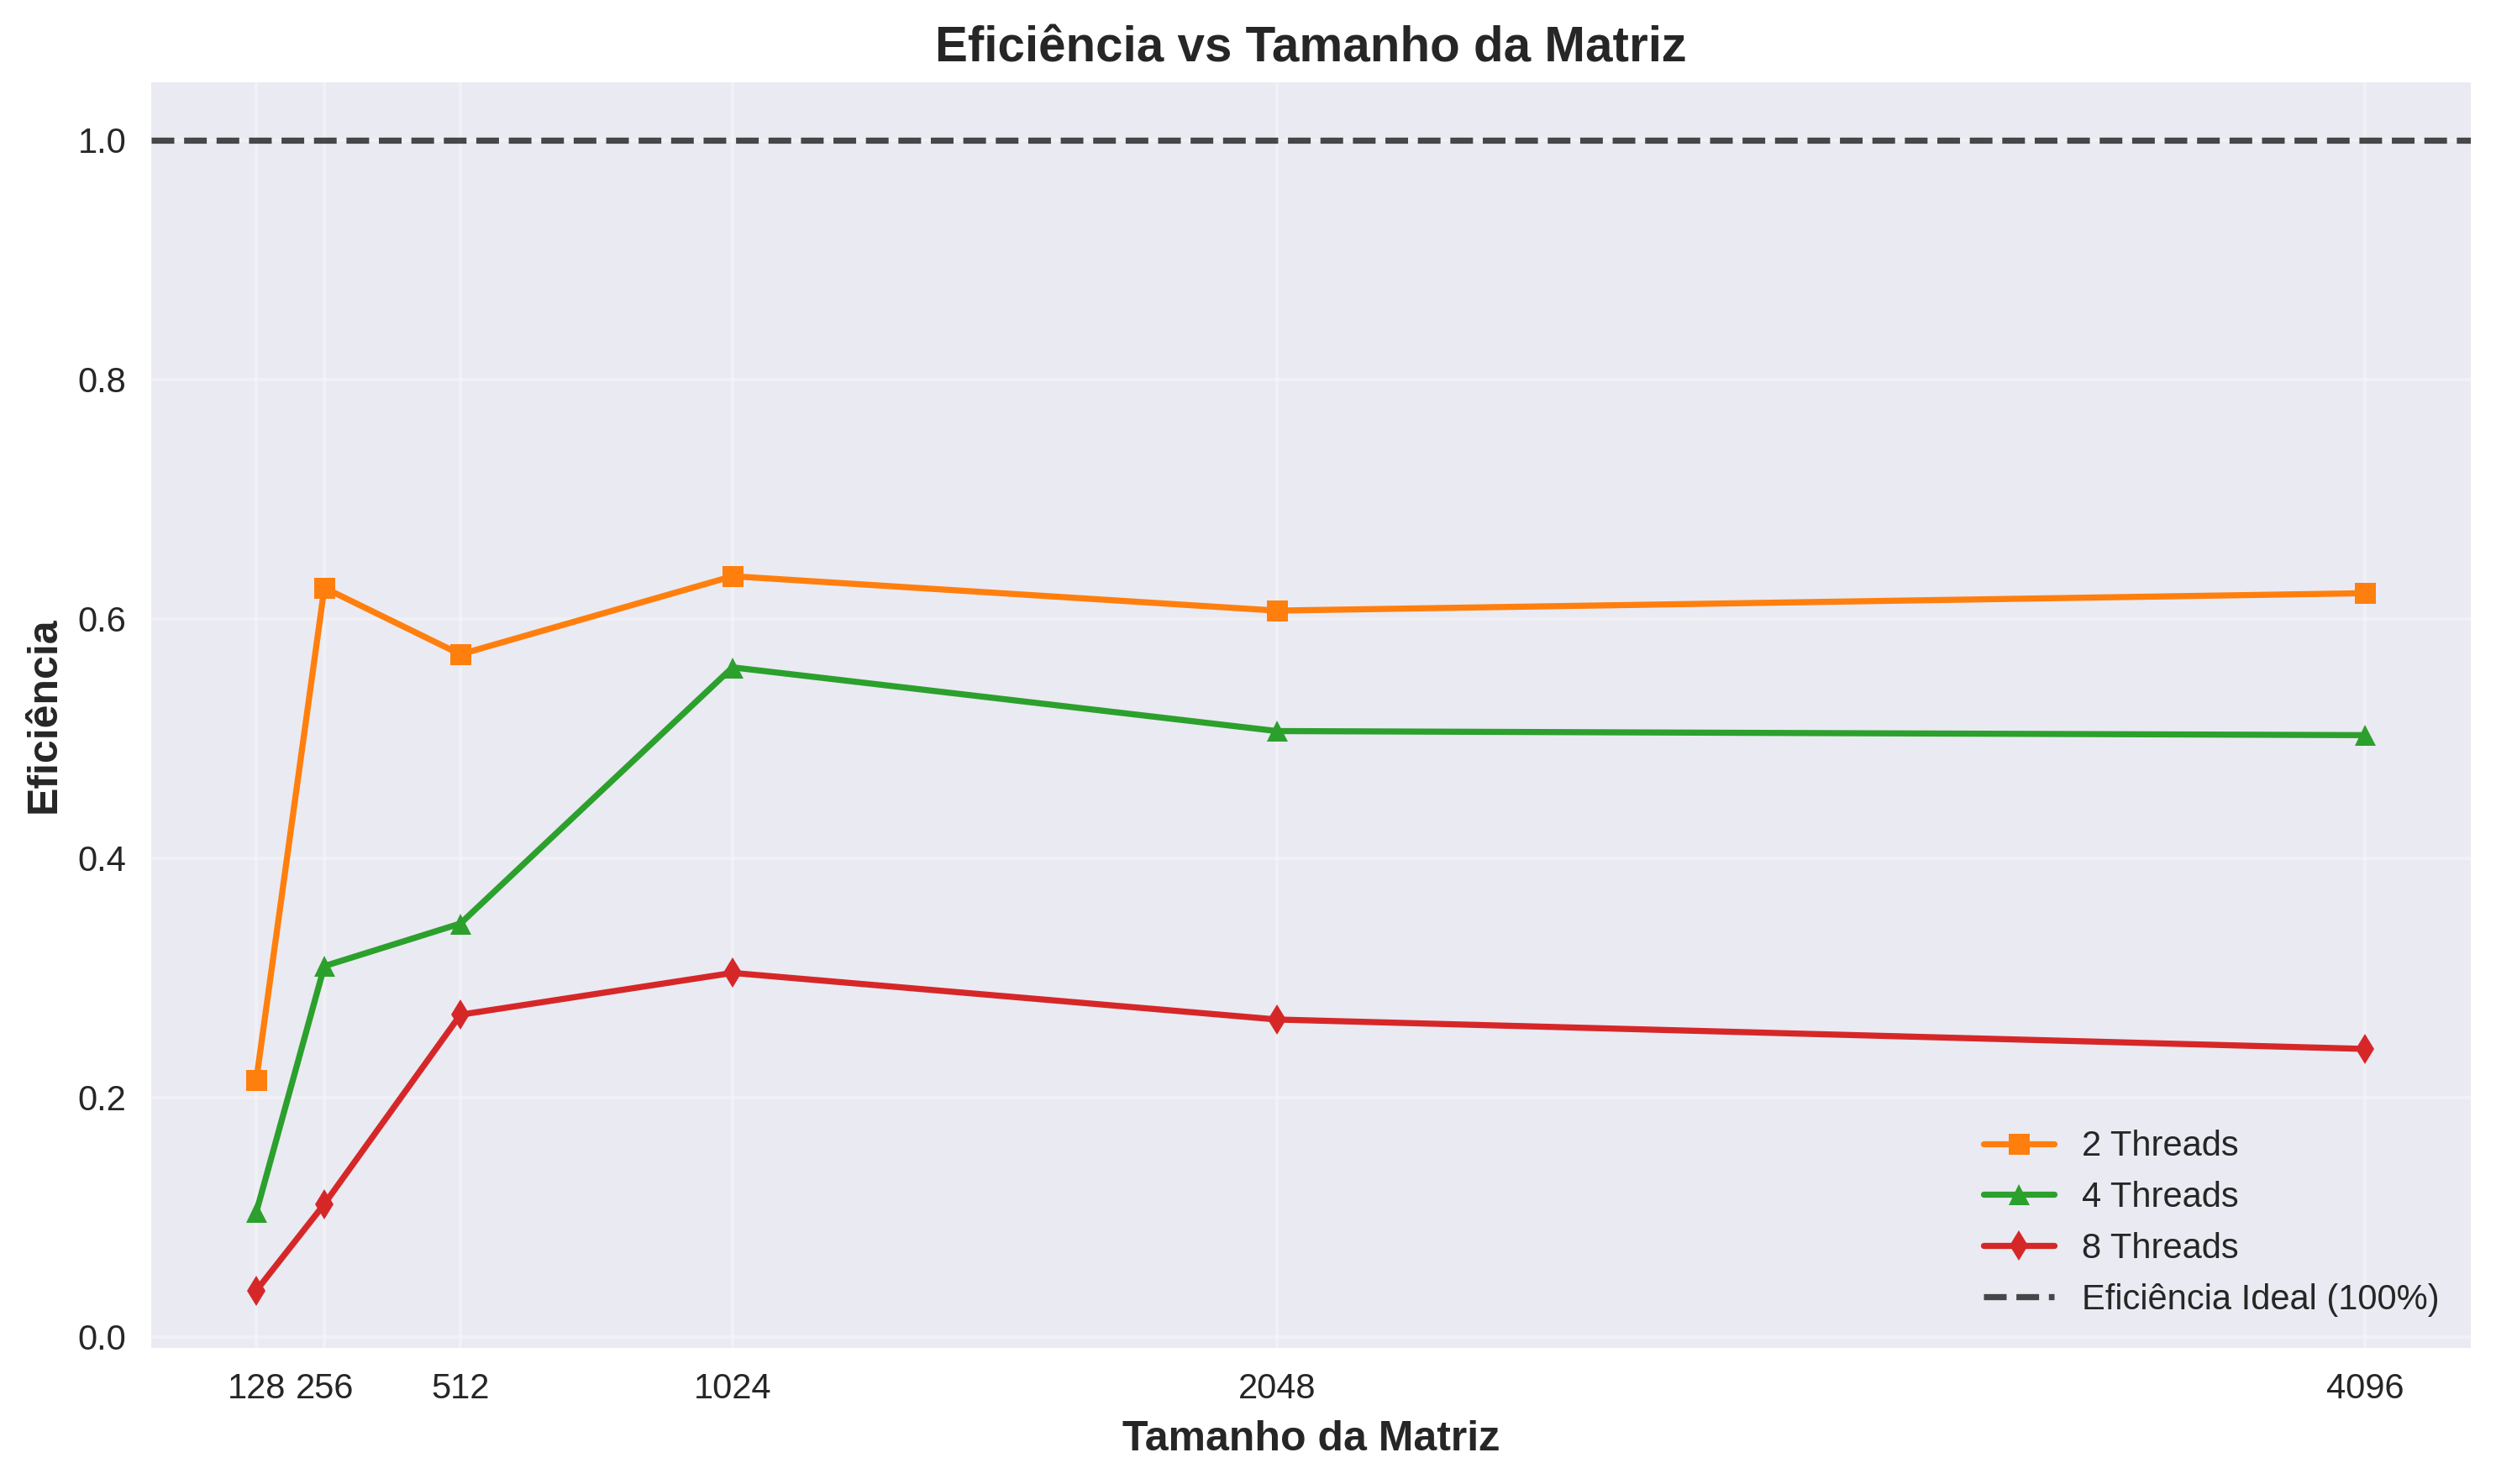 Eficiência vs Tamanho da Matriz
Eficiência
1.0
0.8
0.6
0.4
0.2
0.0
128 256 512 1024 2048 4096
Tamanho da Matriz
2 Threads
4 Threads
8 Threads
Eficiência Ideal (100%)